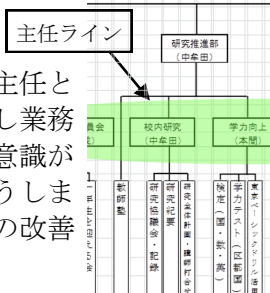 主任ライン
研究推進部
(中牟田)
主任と
し業務
意識が
うしま
の改善
員会
校内研究
(中牟田)
学力向上
(本間)
教師塾
研究協議会・記録
研究紀要
研究全体計画・講師打合せ
検定(国・数・英)
学力テスト(区都国)
東京ベーシックドリル活用